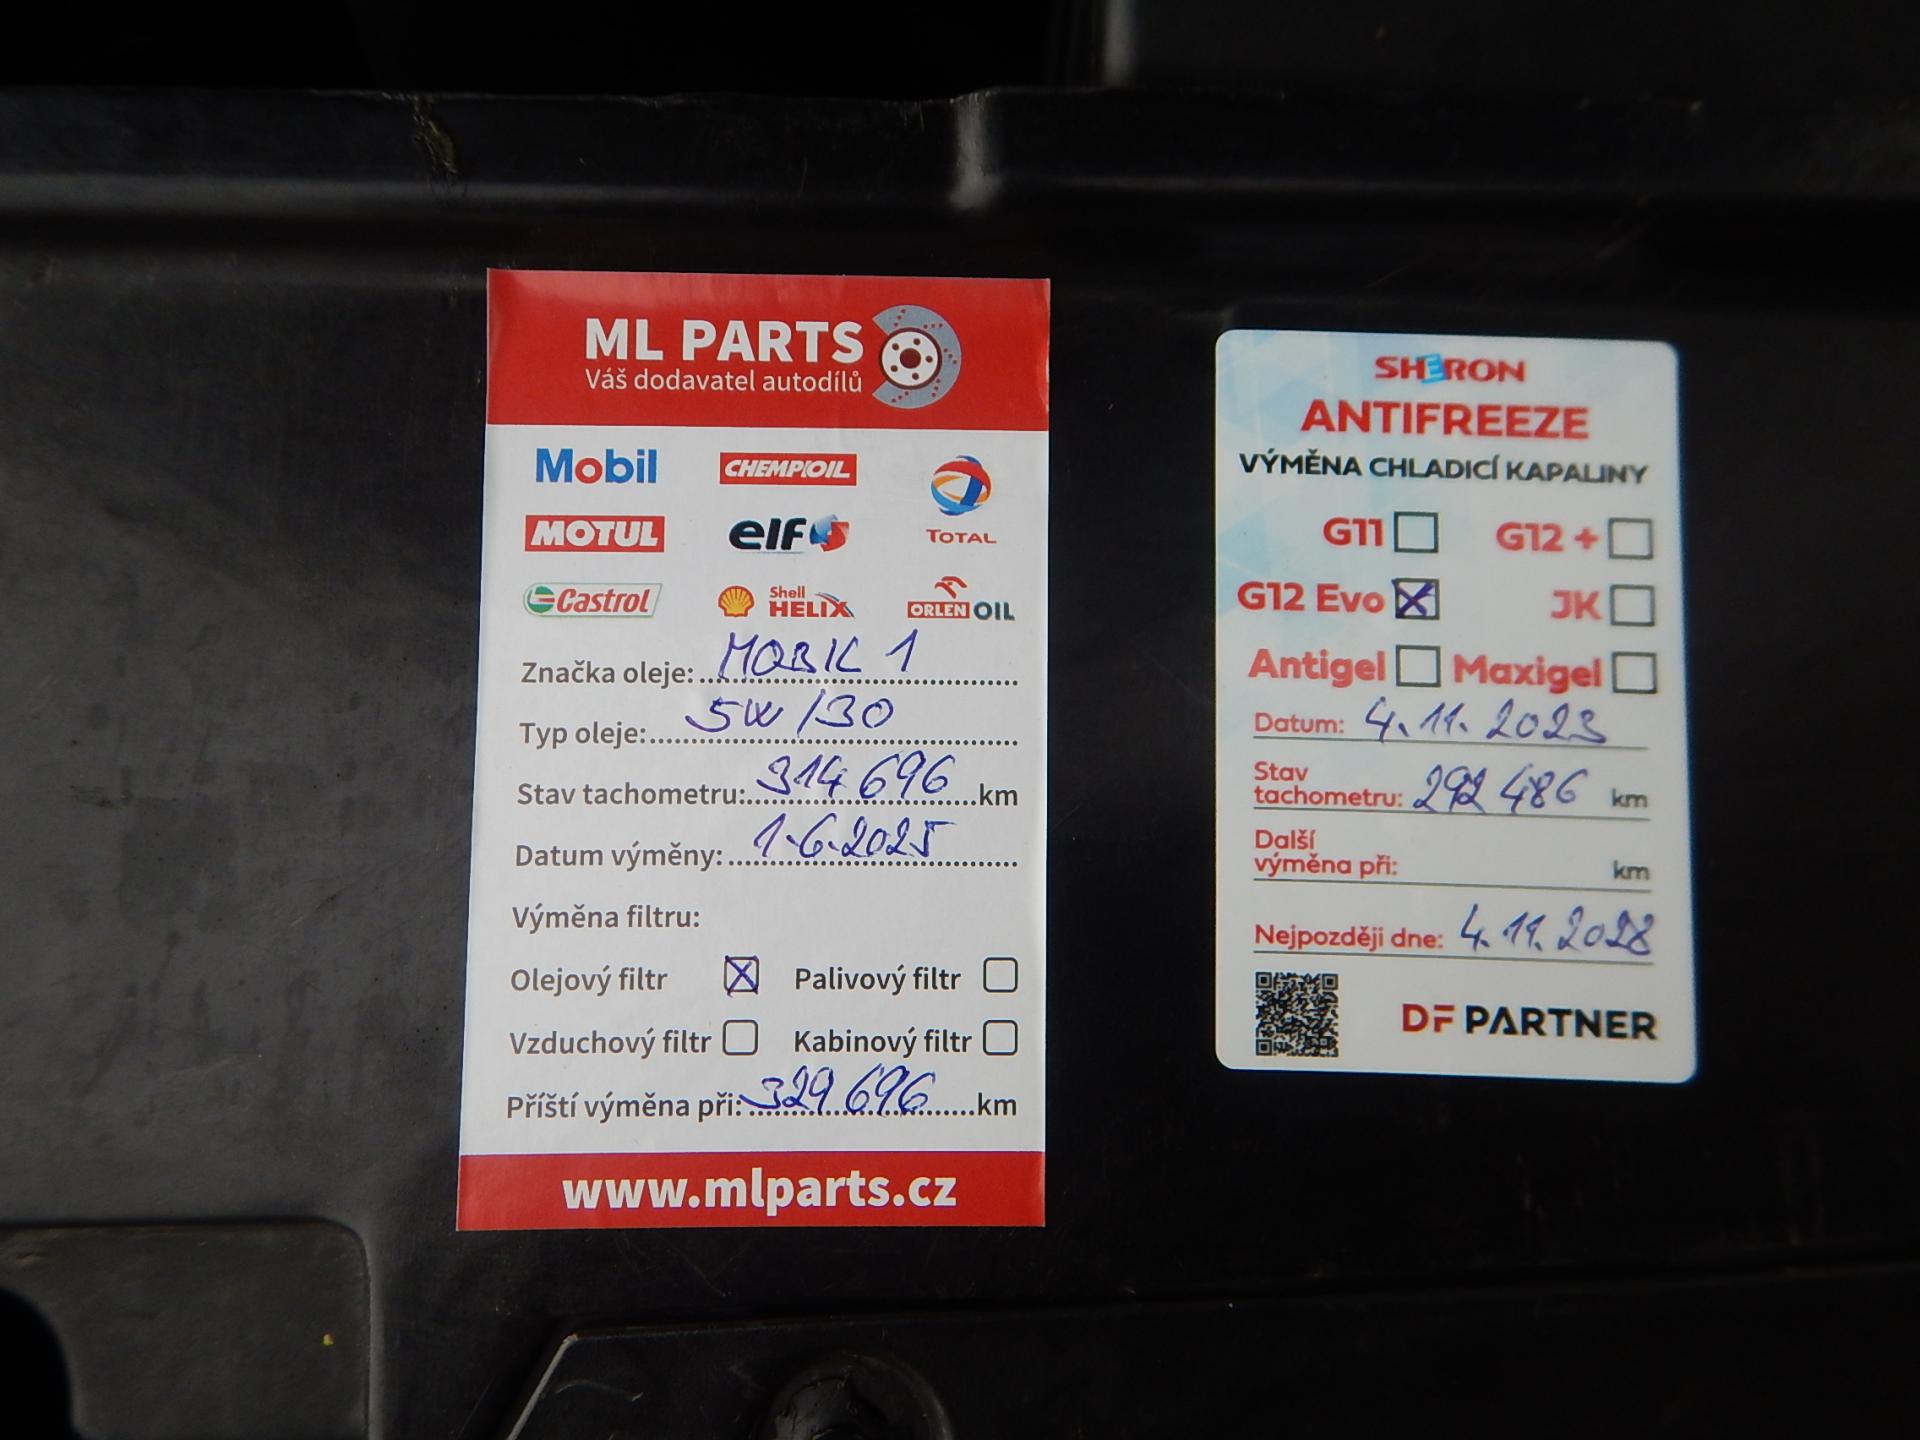 ML PARTS
Váš dodavatel autodílů
Mobil CHEMPIOIL
MOTUL elf TOTAL
Castrol Shell HELIX ORLEN OIL
Značka oleje: MOBIL 1
Typ oleje: 5W/30
Stav tachometru: 314 696 km
Datum výměny: 1.6.2025
Výměna filtru:
Olejový filtr Palivový filtr
Vzduchový filtr Kabinový filtr
Příští výměna při: 329 696 km
www.mlparts.cz
SHERON
ANTIFREEZE
VÝMĚNA CHLADICÍ KAPALINY
G11 G12 +
G12 Evo JK
Antigel Maxigel
Datum: 4.11.2023
Stav
tachometru: 292 486 km
Další
výměna při: km
Nejpozději dne: 4.11.2028
DF PARTNER